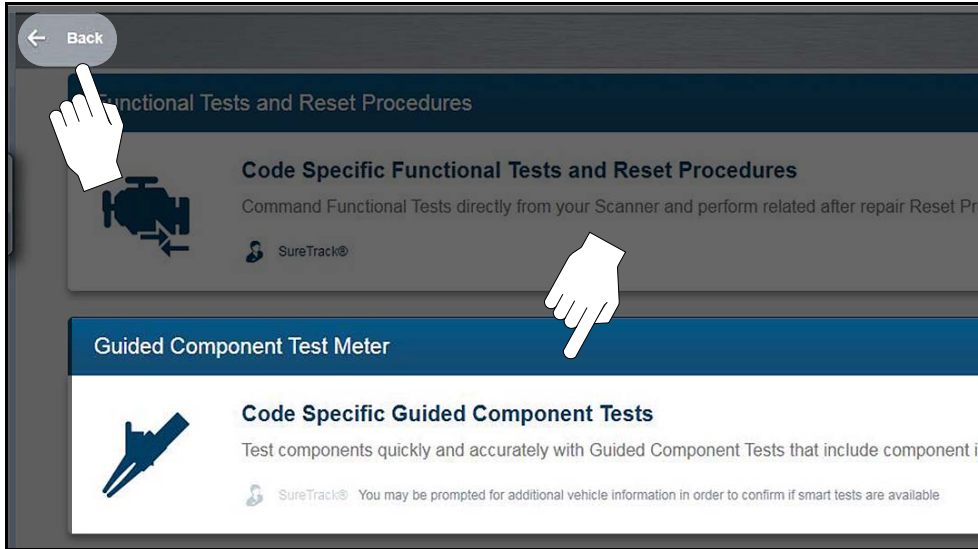 Back
Functional Tests and Reset Procedures
Code Specific Functional Tests and Reset Procedures
Command Functional Tests directly from your Scanner and perform related after repair Reset Pr
SureTrack®
Guided Component Test Meter
Code Specific Guided Component Tests
Test components quickly and accurately with Guided Component Tests that include component i
SureTrack® You may be prompted for additional vehicle information in order to confirm if smart tests are available